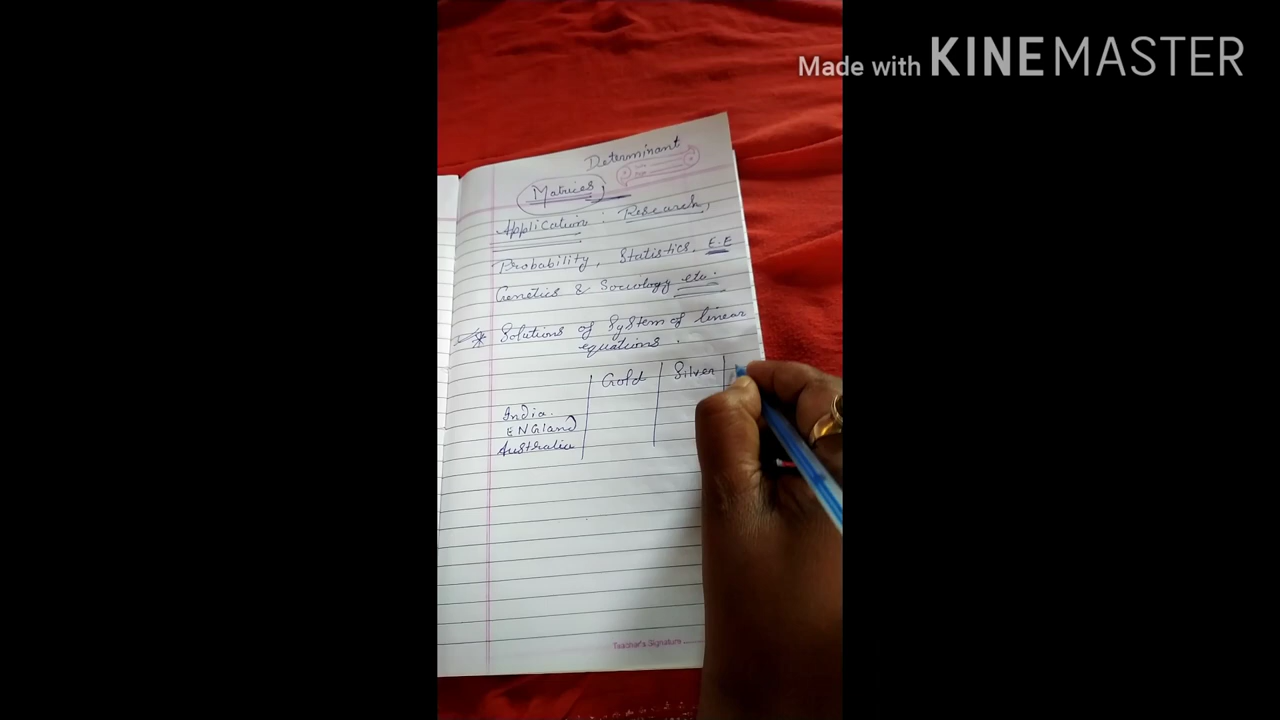 Made with KINEMASTER
Determinant
Matrices
Application : Research,
Probability, Statistics, E.E
Genetics & Sociology etc.
* Solutions of System of linear
equations.
Gold Silver
India.
ENGland
Australia
Teacher's Signature